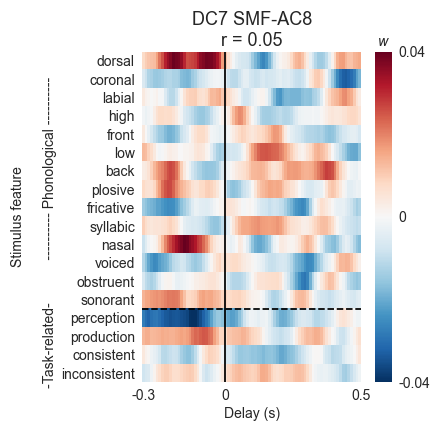 DC7 SMF-AC8
r = 0.05
w
dorsal
coronal
labial
high
front
low
back
plosive
fricative
syllabic
nasal
voiced
obstruent
sonorant
perception
production
consistent
inconsistent
Stimulus feature
---------- Phonological ----------
-Task-related-
-0.3 0 0.5
Delay (s)
0.04
0
-0.04